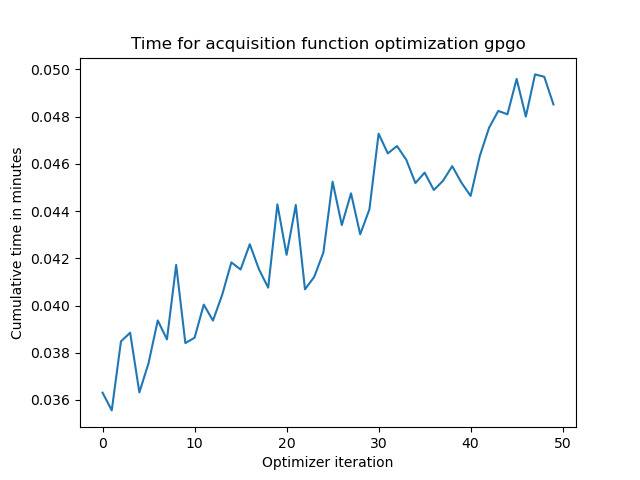 Time for acquisition function optimization gpgo
Cumulative time in minutes
0.050
0.048
0.046
0.044
0.042
0.040
0.038
0.036
0 10 20 30 40 50
Optimizer iteration